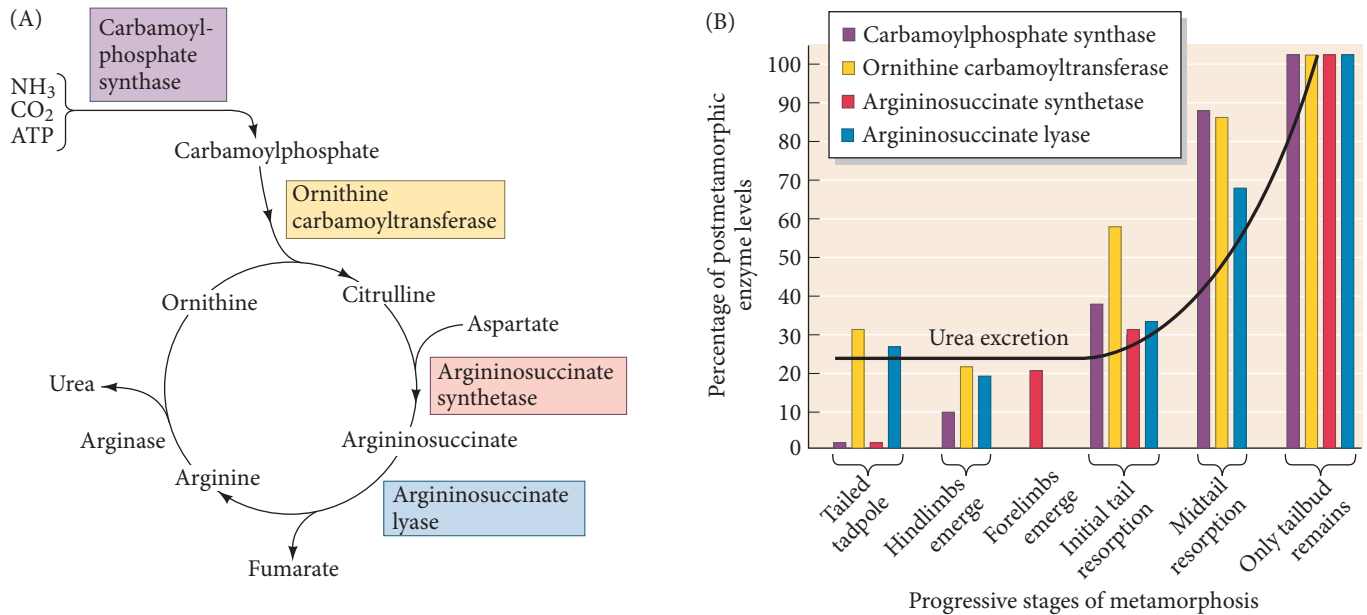 (A)
Carbamoyl-
phosphate
synthase
NH3
CO2
ATP
Carbamoylphosphate
Ornithine
carbamoyltransferase
Ornithine
Citrulline
Aspartate
Argininosuccinate
synthetase
Urea
Arginase
Argininosuccinate
Arginine
Argininosuccinate
lyase
Fumarate
(B)
Carbamoylphosphate synthase
Ornithine carbamoyltransferase
Argininosuccinate synthetase
Argininosuccinate lyase
Percentage of postmetamorphic
enzyme levels
100
90
80
70
60
50
40
30
20
10
0
Urea excretion
Tailed
tadpole
Hindlimbs
emerge
Forelimbs
emerge
Initial tail
resorption
Midtail
resorption
Only tailbud
remains
Progressive stages of metamorphosis